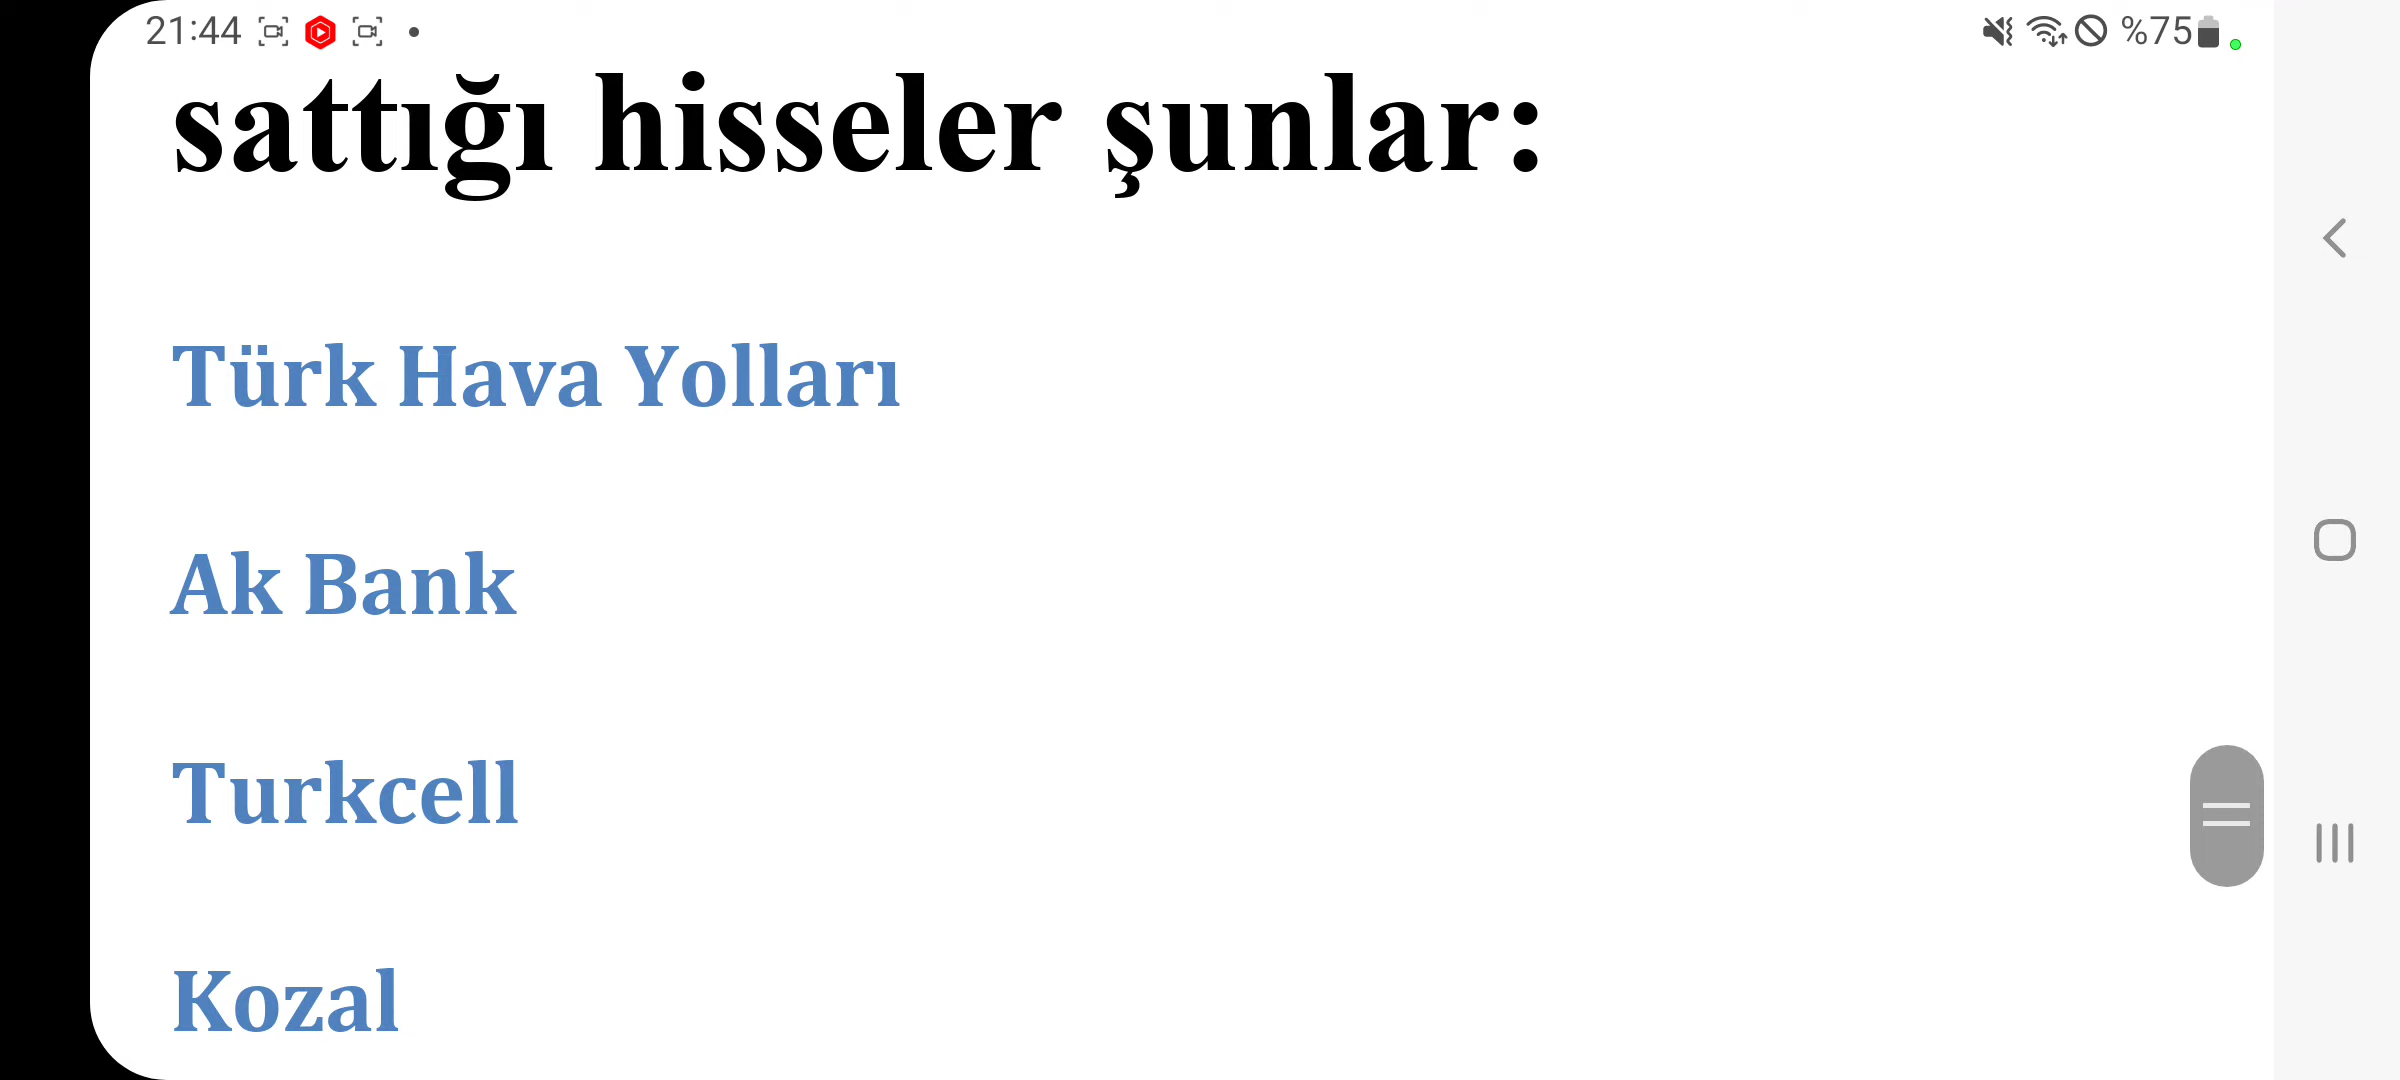 21:44
%75
sattığı hisseler şunlar:
Türk Hava Yolları
Ak Bank
Turkcell
Kozal